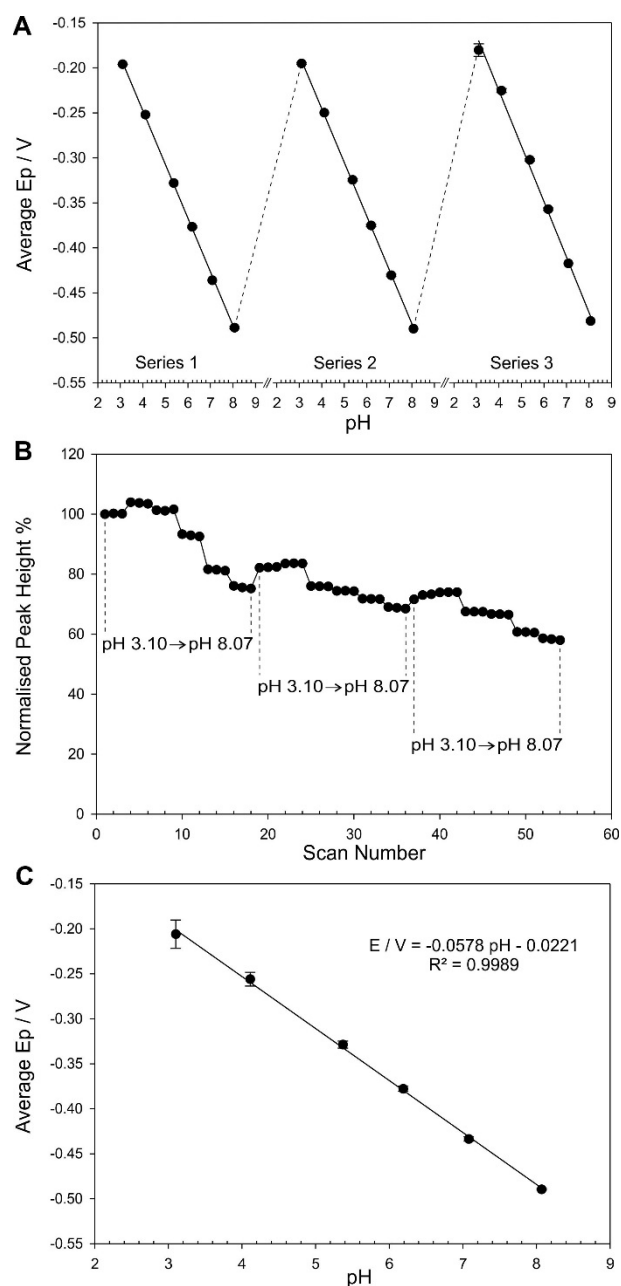 A
-0.15
-0.20
-0.25
-0.30
-0.35
-0.40
-0.45
-0.50
-0.55
Average Ep / V
Series 1 Series 2 Series 3
2 3 4 5 6 7 8 9 2 3 4 5 6 7 8 9 2 3 4 5 6 7 8 9
pH
B
120
100
80
60
40
20
0
Normalised Peak Height %
pH 3.10→pH 8.07
pH 3.10→pH 8.07
pH 3.10→pH 8.07
0 10 20 30 40 50 60
Scan Number
C
-0.15
-0.20
-0.25
-0.30
-0.35
-0.40
-0.45
-0.50
-0.55
Average Ep / V
E / V = -0.0578 pH - 0.0221
R² = 0.9989
2 3 4 5 6 7 8 9
pH